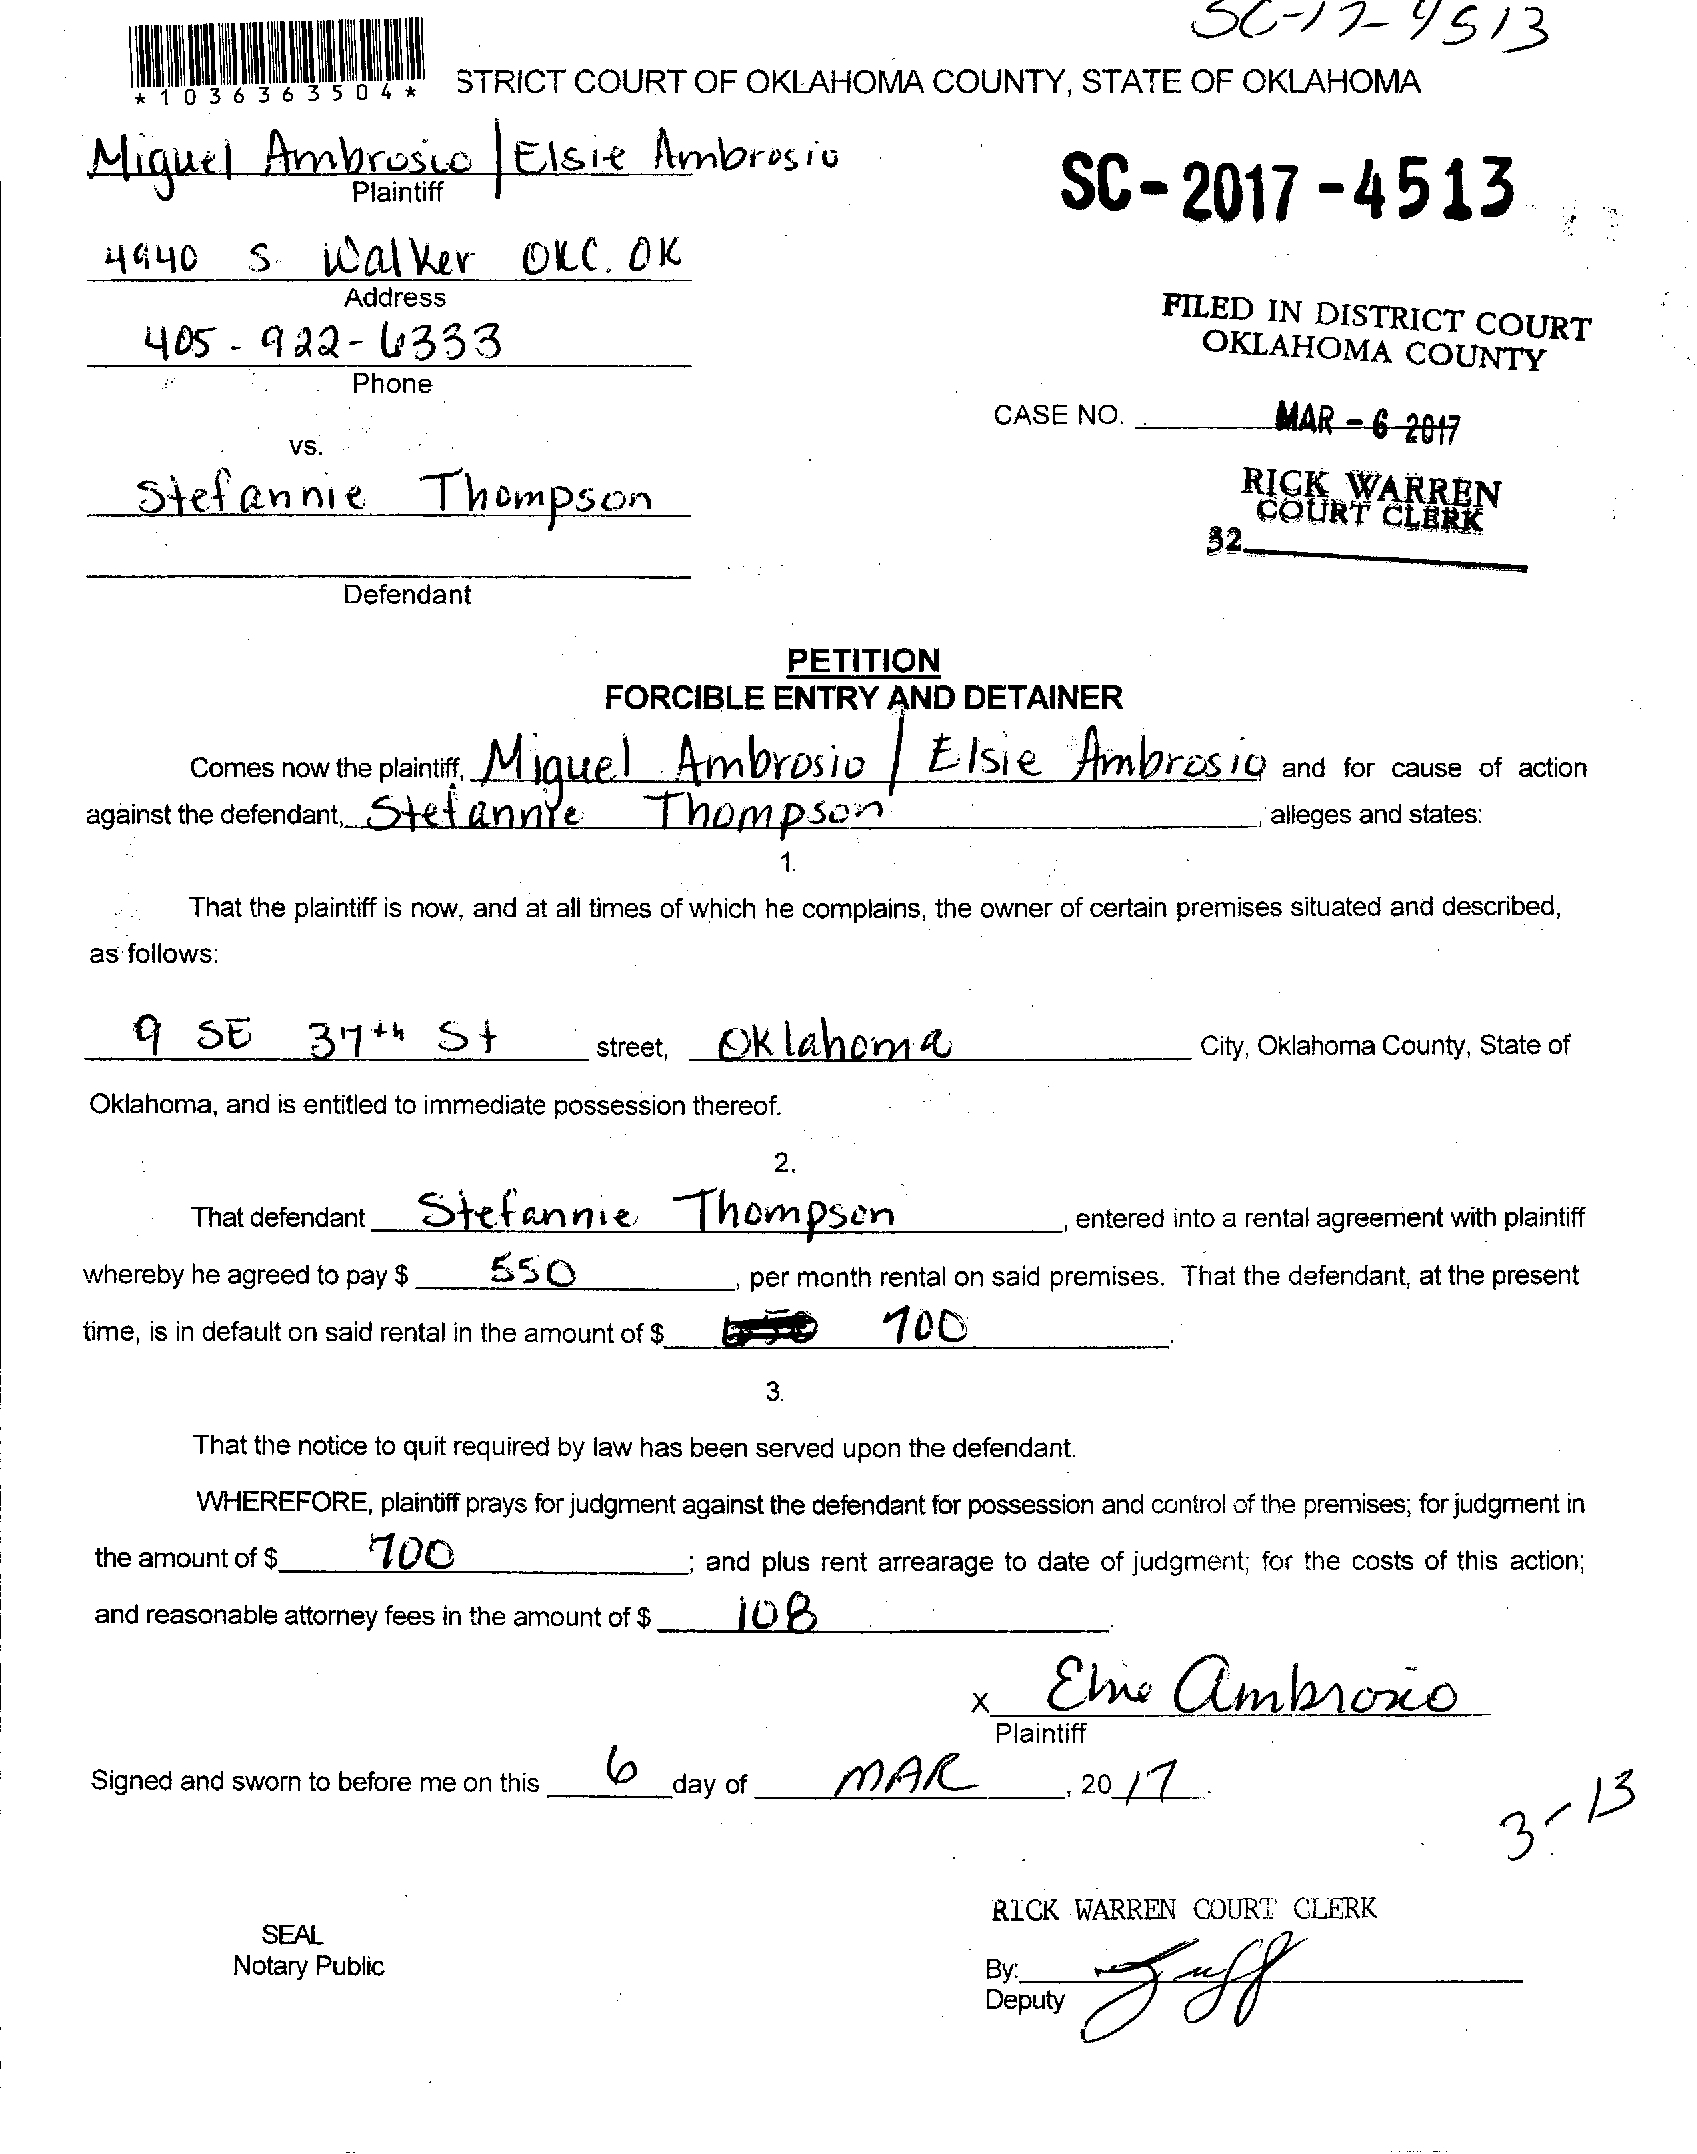 SC-17-4513
*1036363504*
STRICT COURT OF OKLAHOMA COUNTY, STATE OF OKLAHOMA
Miguel Ambrosio / Elsie Ambrosio
Plaintiff
SC-2017-4513
4940 S. Walker OKC. OK
Address
FILED IN DISTRICT COURT
OKLAHOMA COUNTY
405-922-6333
Phone
CASE NO. MAR - 6 2017
vs.
RICK WARREN
COURT CLERK
Stefannie Thompson
32
Defendant
PETITION
FORCIBLE ENTRY AND DETAINER
Comes now the plaintiff, Miguel Ambrosio / Elsie Ambrosio and for cause of action
against the defendant, Stefannie Thompson, alleges and states:
1.
That the plaintiff is now, and at all times of which he complains, the owner of certain premises situated and described,
as follows:
9 SE 37th St street, Oklahoma City, Oklahoma County, State of
Oklahoma, and is entitled to immediate possession thereof.
2.
That defendant Stefannie Thompson, entered into a rental agreement with plaintiff
whereby he agreed to pay $ 550, per month rental on said premises. That the defendant, at the present
time, is in default on said rental in the amount of $ 700.
3.
That the notice to quit required by law has been served upon the defendant.
WHEREFORE, plaintiff prays for judgment against the defendant for possession and control of the premises; for judgment in
the amount of $ 700; and plus rent arrearage to date of judgment; for the costs of this action;
and reasonable attorney fees in the amount of $ 108.
x Elsie Ambrosio
Plaintiff
Signed and sworn to before me on this 6 day of MAR, 2017.
3-13
RICK WARREN COURT CLERK
SEAL
Notary Public
By:
Deputy